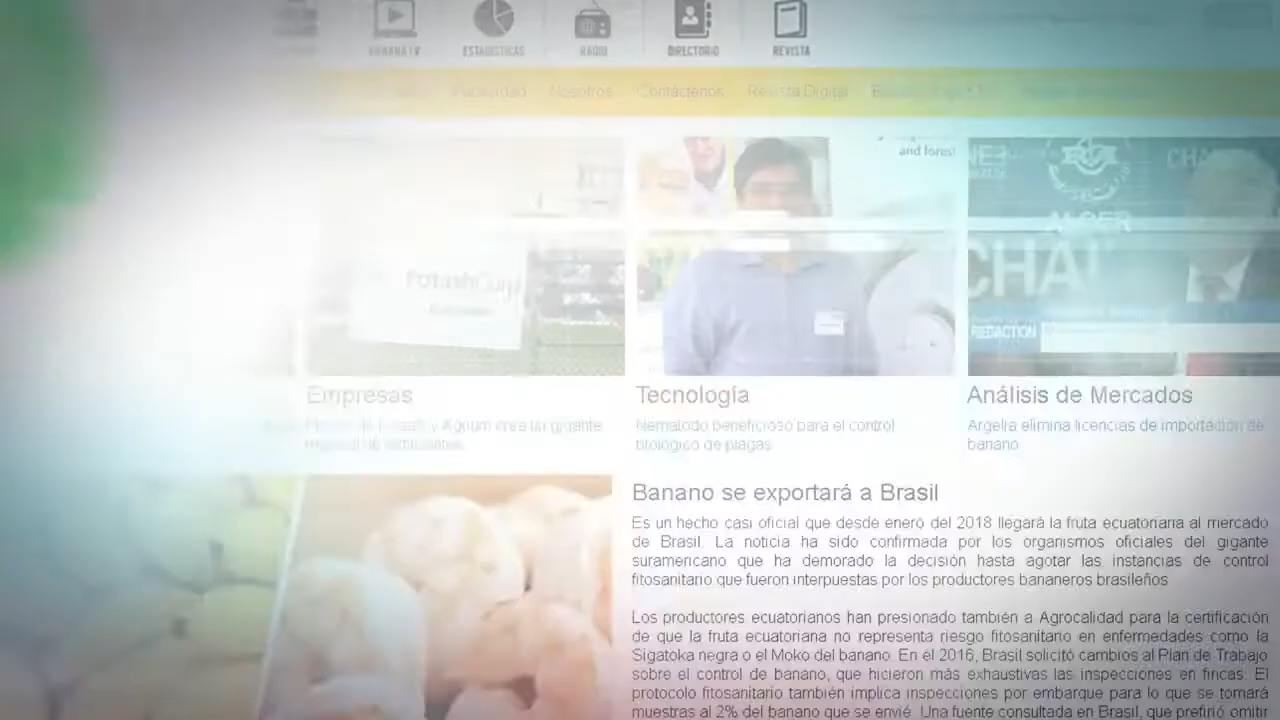 ESTADÍSTICAS
RADIO
DIRECTORIO
REVISTA
Publicidad
Nosotros
Contáctenos
Revista Digital
and forest
CHA
REDACTION
Empresas
Tecnología
Análisis de Mercados
y Agrium crea un gigante
Nematodo beneficioso para el control
biológico de plagas
Argelia elimina licencias de importación de
banano
Banano se exportará a Brasil
Es un hecho casi oficial que desde enero del 2018 llegará la fruta ecuatoriana al mercado
de Brasil. La noticia ha sido confirmada por los organismos oficiales del gigante
suramericano que ha demorado la decisión hasta agotar las instancias de control
fitosanitario que fueron interpuestas por los productores bananeros brasileños
Los productores ecuatorianos han presionado también a Agrocalidad para la certificación
de que la fruta ecuatoriana no representa riesgo fitosanitario en enfermedades como la
Sigatoka negra o el Moko del banano. En el 2016, Brasil solicitó cambios al Plan de Trabajo
sobre el control de banano, que hicieron más exhaustivas las inspecciones en fincas. El
protocolo fitosanitario también implica inspecciones por embarque para lo que se tomará
muestras al 2% del banano que se envié. Una fuente consultada en Brasil, que prefirió omitir